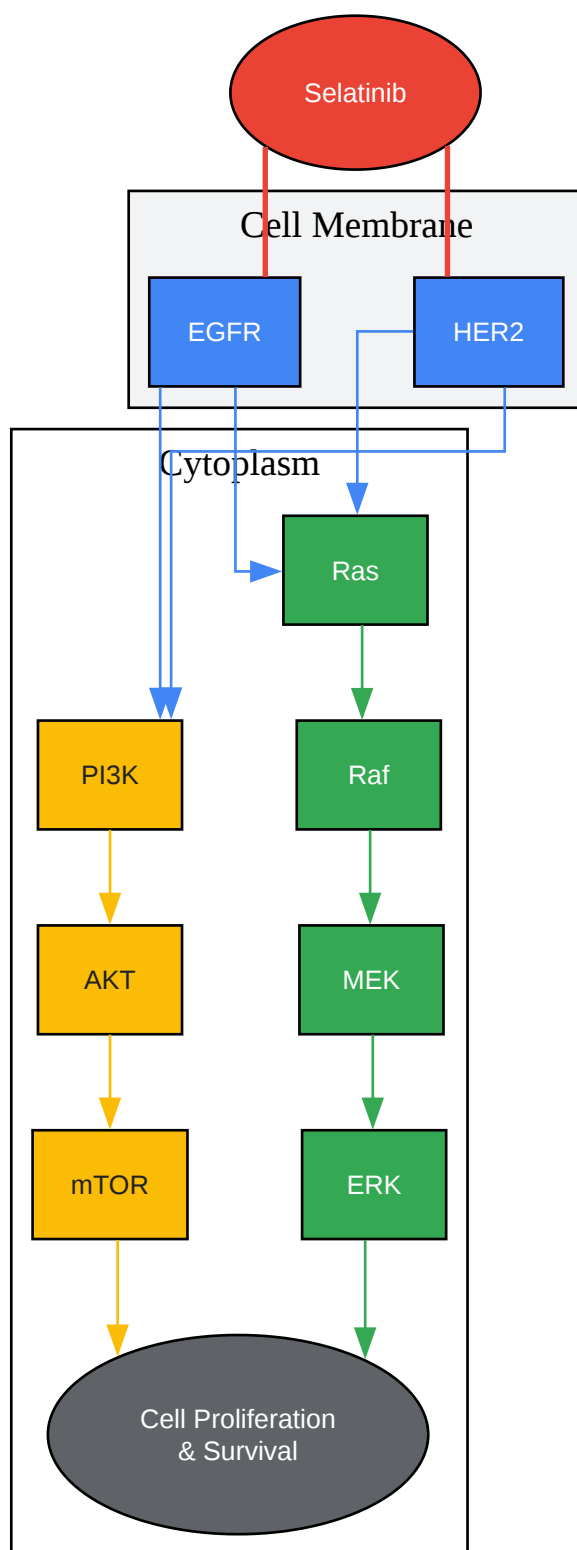 Selatinib
Cell Membrane
EGFR
HER2
Cytoplasm
Ras
PI3K
Raf
AKT
MEK
mTOR
ERK
Cell Proliferation
& Survival